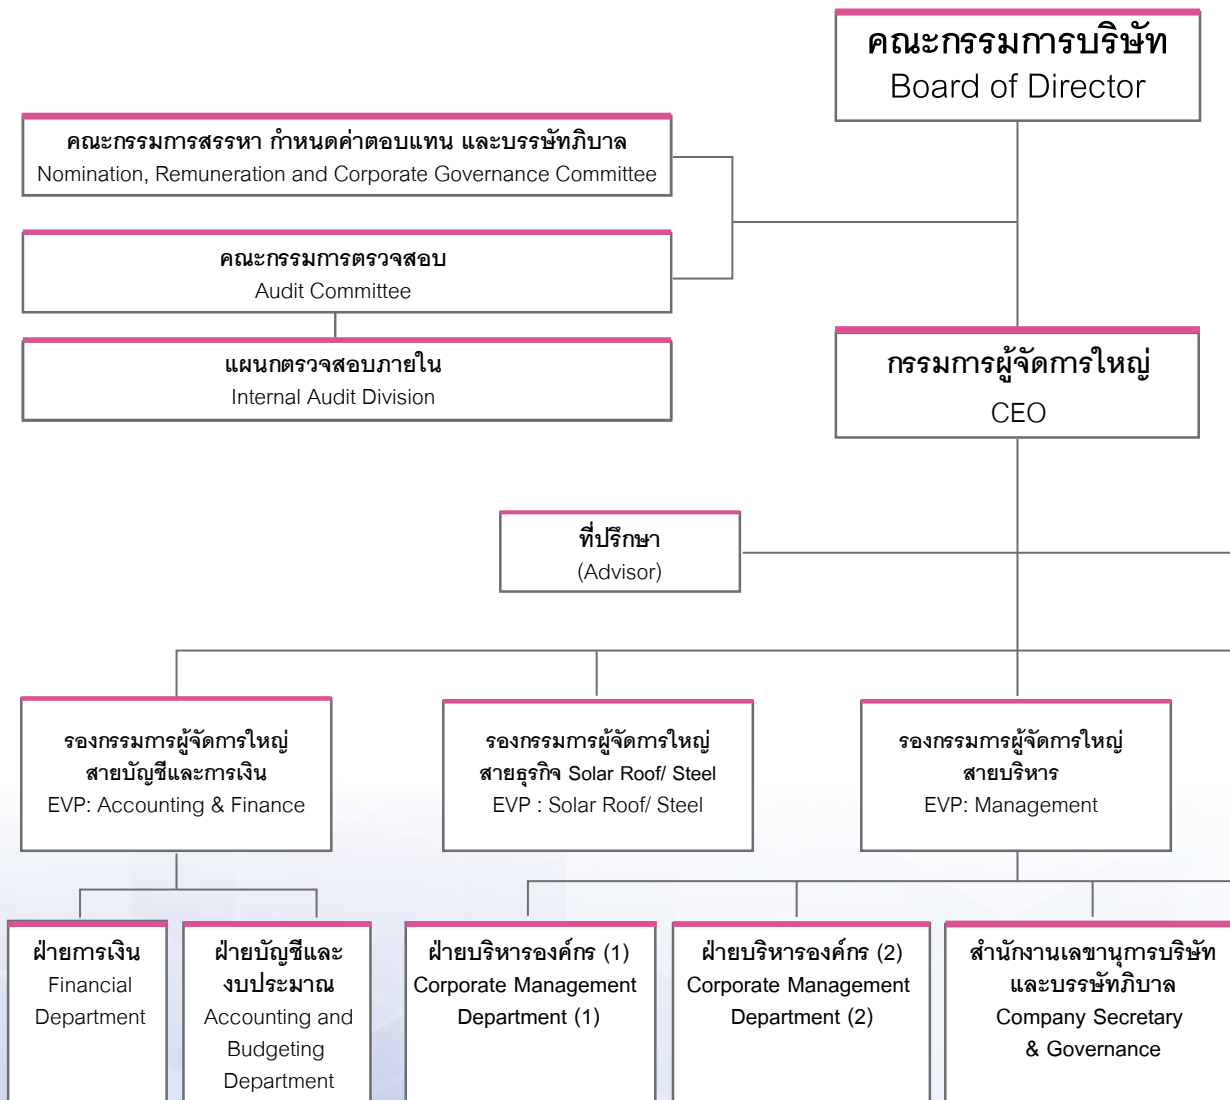 คณะกรรมการบริษัท
Board of Director
คณะกรรมการสรรหา กำหนดค่าตอบแทน และบรรษัทภิบาล
Nomination, Remuneration and Corporate Governance Committee
คณะกรรมการตรวจสอบ
Audit Committee
แผนกตรวจสอบภายใน
Internal Audit Division
กรรมการผู้จัดการใหญ่
CEO
ที่ปรึกษา
(Advisor)
รองกรรมการผู้จัดการใหญ่
สายบัญชีและการเงิน
EVP: Accounting & Finance
รองกรรมการผู้จัดการใหญ่
สายธุรกิจ Solar Roof/ Steel
EVP : Solar Roof/ Steel
รองกรรมการผู้จัดการใหญ่
สายบริหาร
EVP: Management
ฝ่ายการเงิน
Financial
Department
ฝ่ายบัญชีและ
งบประมาณ
Accounting and
Budgeting
Department
ฝ่ายบริหารองค์กร (1)
Corporate Management
Department (1)
ฝ่ายบริหารองค์กร (2)
Corporate Management
Department (2)
สำนักงานเลขานุการบริษัท
และบรรษัทภิบาล
Company Secretary
& Governance